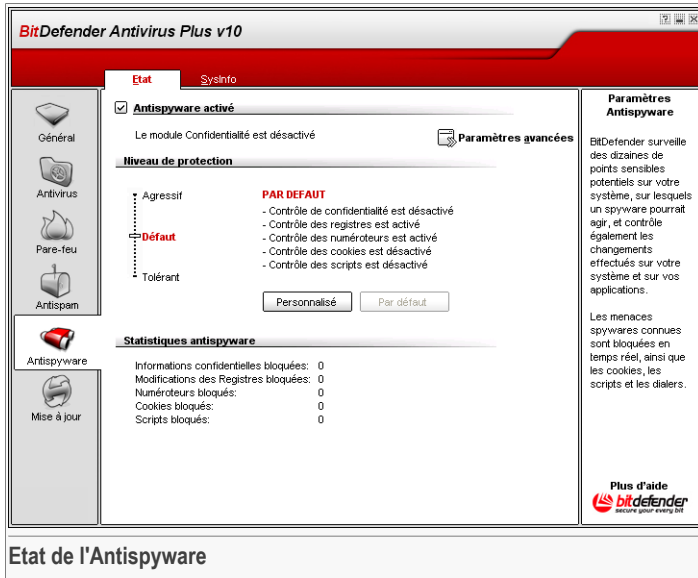 BitDefender Antivirus Plus v10
Etat
SysInfo
Général
Antivirus
Pare-feu
Antispam
Antispyware
Mise à jour
Antispyware activé
Le module Confidentialité est désactivé
Paramètres avancées
Niveau de protection
Agressif
Défaut
Tolérant
PAR DEFAUT
- Contrôle de confidentialité est désactivé
- Contrôle des registres est activé
- Contrôle des numéroteurs est activé
- Contrôle des cookies est désactivé
- Contrôle des scripts est désactivé
Personnalisé
Par défaut
Statistiques antispyware
Informations confidentielles bloquées: 0
Modifications des Registres bloquées: 0
Numéroteurs bloqués: 0
Cookies bloqués: 0
Scripts bloqués: 0
Paramètres
Antispyware
BitDefender surveille
des dizaines de
points sensibles
potentiels sur votre
système, sur lesquels
un spyware pourrait
agir, et contrôle
également les
changements
effectués sur votre
système et sur vos
applications.
Les menaces
spywares connues
sont bloquées en
temps réel, ainsi que
les cookies, les
scripts et les dialers.
Plus d'aide
bitdefender
secure your every bit
Etat de l'Antispyware